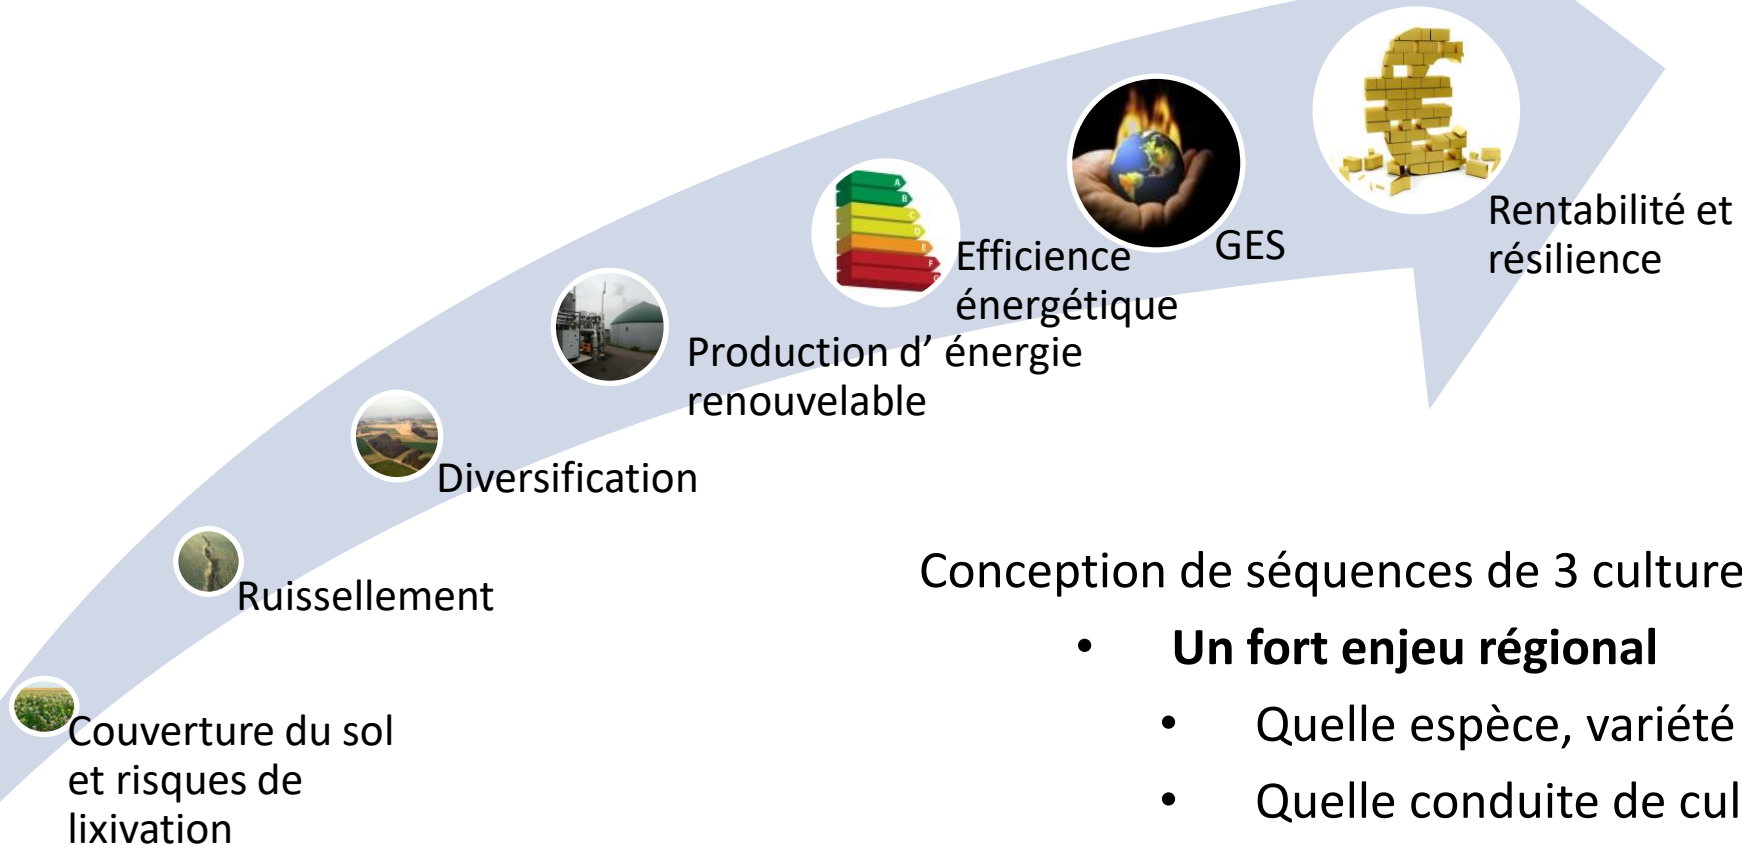 Couverture du sol
et risques de
lixivation
Ruissellement
Diversification
Production d’ énergie
renouvelable
Efficience
énergétique
GES
Rentabilité et
résilience
A
B
C
D
E
F
G
Conception de séquences de 3 culture
• Un fort enjeu régional
• Quelle espèce, variété
• Quelle conduite de cul